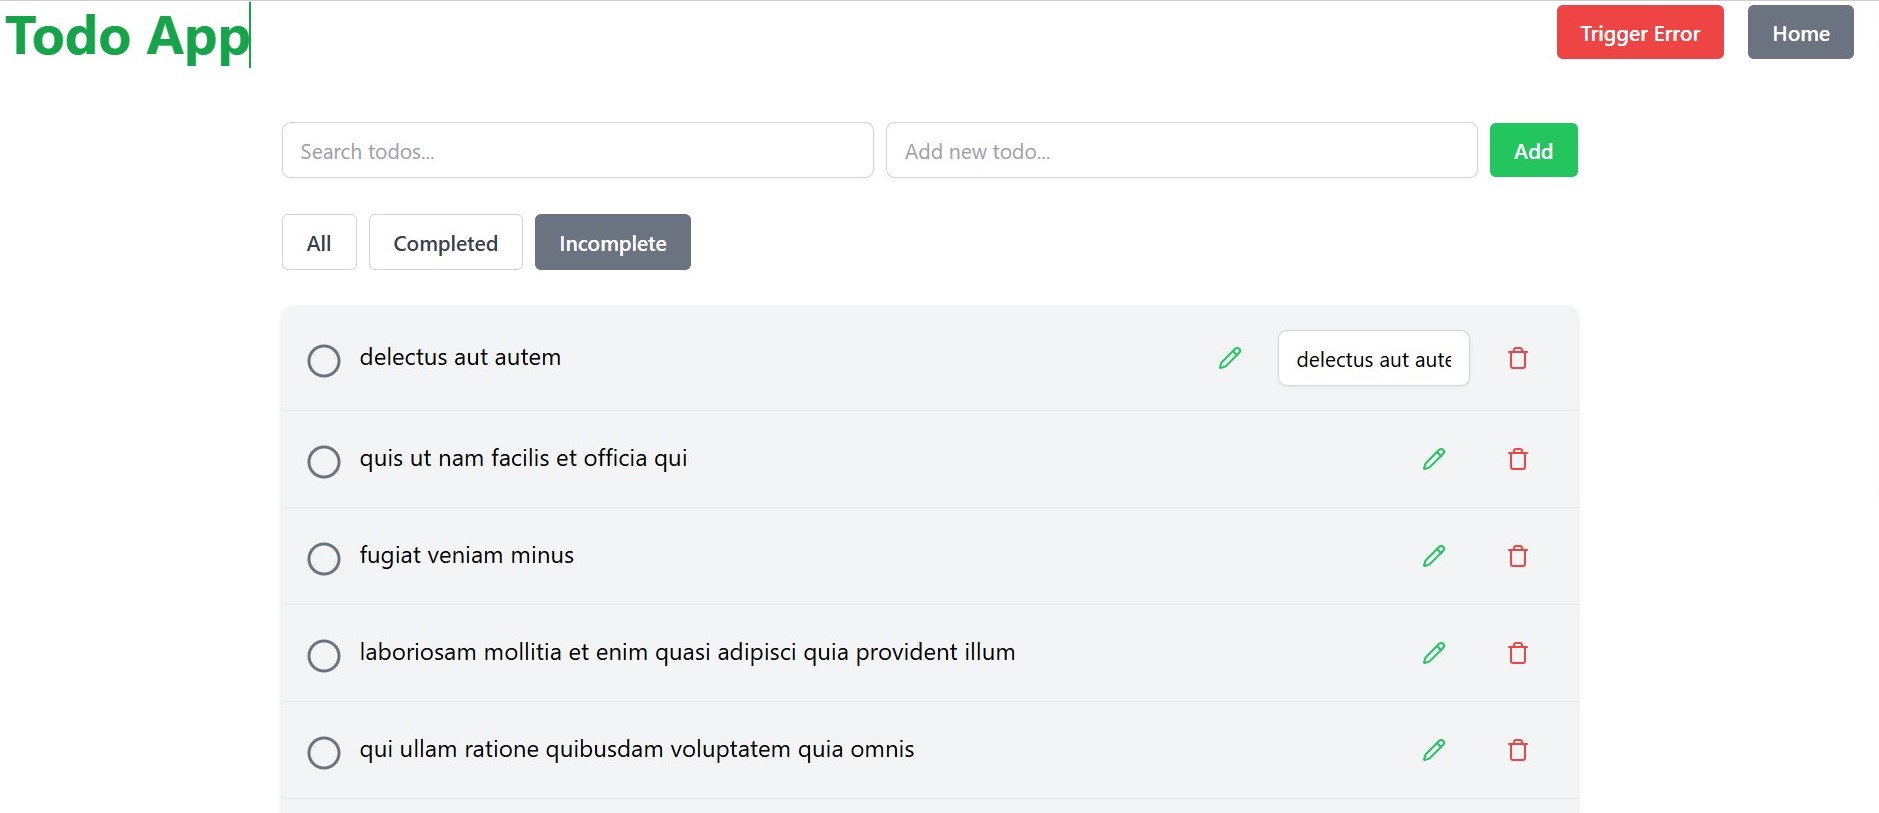 Todo App
Trigger Error
Home
Search todos...
Add new todo...
Add
All
Completed
Incomplete
delectus aut autem
delectus aut aute
quis ut nam facilis et officia qui
fugiat veniam minus
laboriosam mollitia et enim quasi adipisci quia provident illum
qui ullam ratione quibusdam voluptatem quia omnis